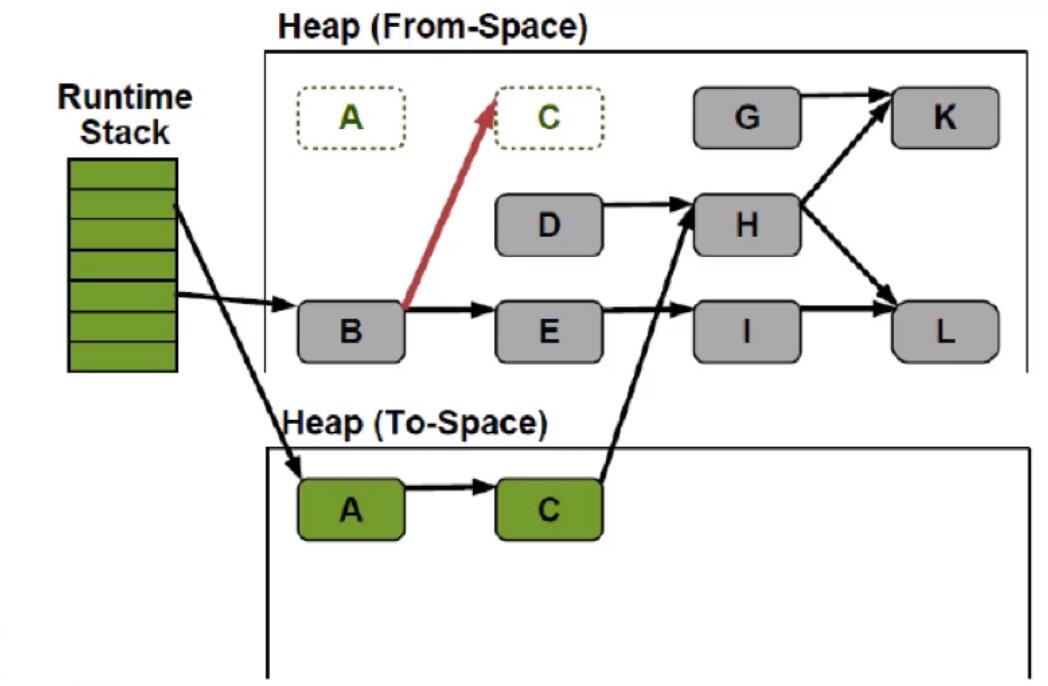 Heap (From-Space)
Runtime
Stack
A
C
G
K
D
H
B
E
I
L
Heap (To-Space)
A
C